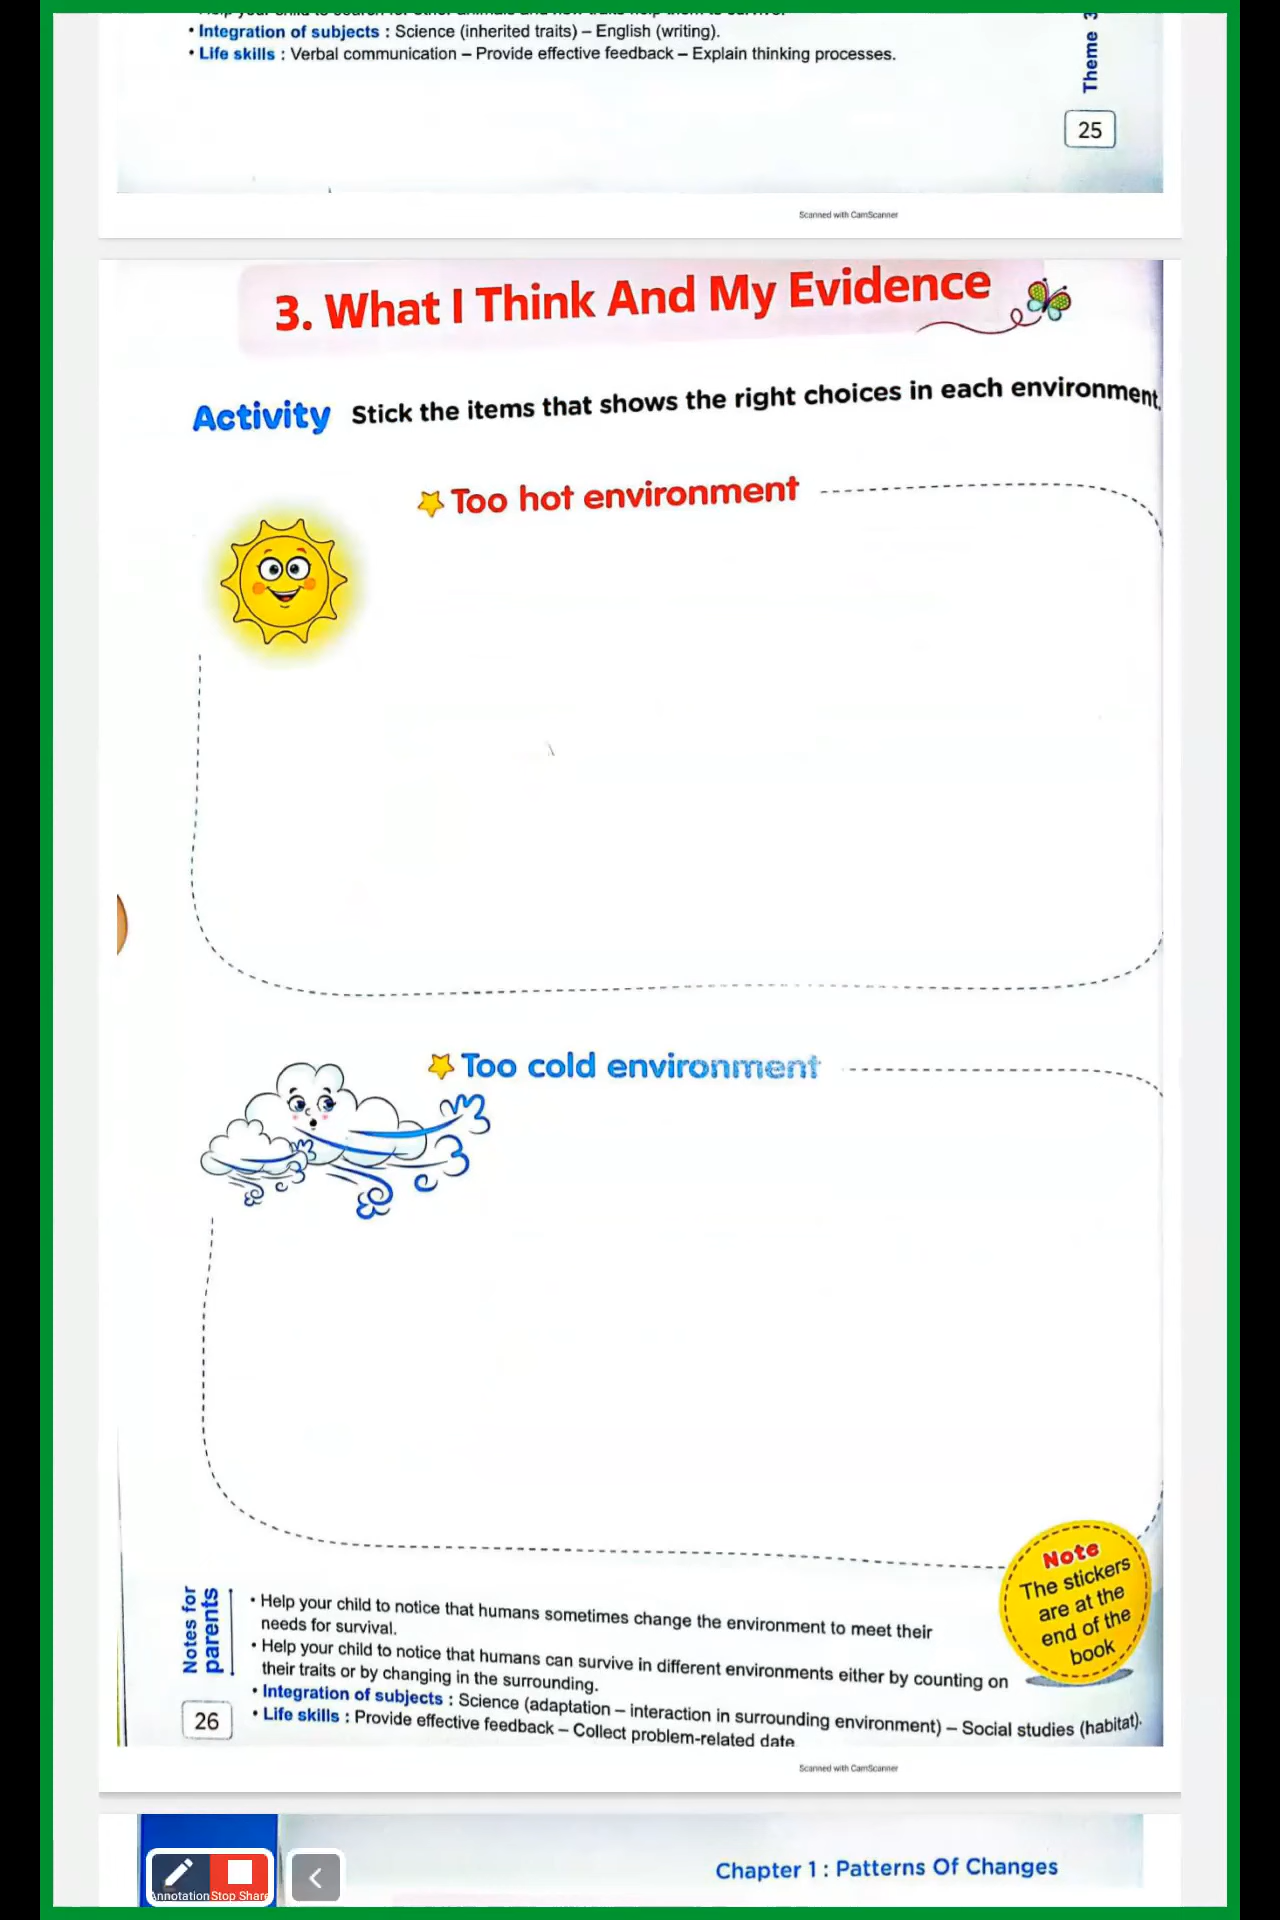 • Integration of subjects : Science (inherited traits) – English (writing).
• Life skills : Verbal communication – Provide effective feedback – Explain thinking processes.
Theme 3
25
Scanned with CamScanner
3. What I Think And My Evidence
Activity Stick the items that shows the right choices in each environment.
Too hot environment
Too cold environment
Note
The stickers
are at the
end of the
book
Notes for
parents
• Help your child to notice that humans sometimes change the environment to meet their
needs for survival.
• Help your child to notice that humans can survive in different environments either by counting on
their traits or by changing in the surrounding.
• Integration of subjects : Science (adaptation – interaction in surrounding environment) – Social studies (habitat).
• Life skills : Provide effective feedback – Collect problem-related date
26
Scanned with CamScanner
Chapter 1 : Patterns Of Changes
Annotation Stop Share